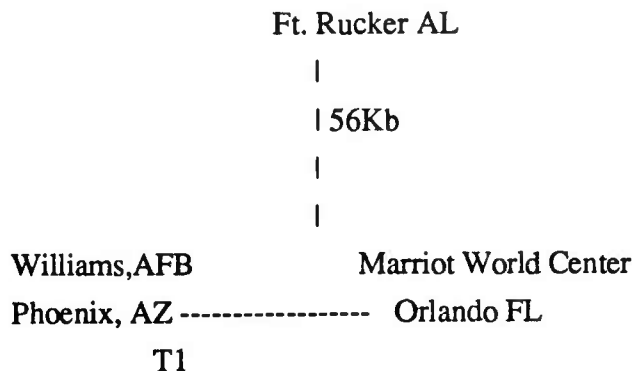 Ft. Rucker AL
|
| 56Kb
|
|
Williams,AFB Marriot World Center
Phoenix, AZ ------------------ Orlando FL
T1